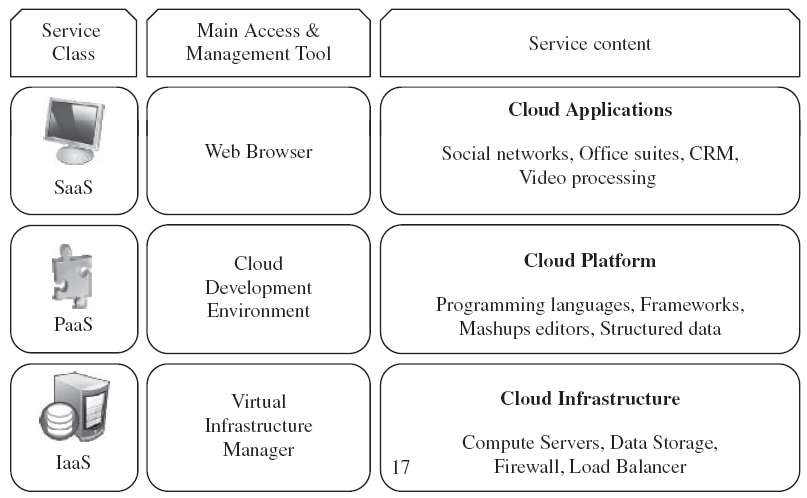 Service
Class
Main Access &
Management Tool
Service content
SaaS
Web Browser
Cloud Applications
Social networks, Office suites, CRM,
Video processing
PaaS
Cloud
Development
Environment
Cloud Platform
Programming languages, Frameworks,
Mashups editors, Structured data
IaaS
Virtual
Infrastructure
Manager
Cloud Infrastructure
Compute Servers, Data Storage,
17
Firewall, Load Balancer